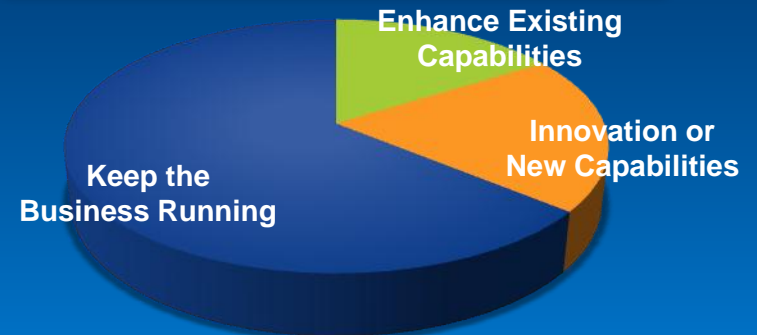 Enhance Existing
Capabilities
Innovation or
New Capabilities
Keep the
Business Running